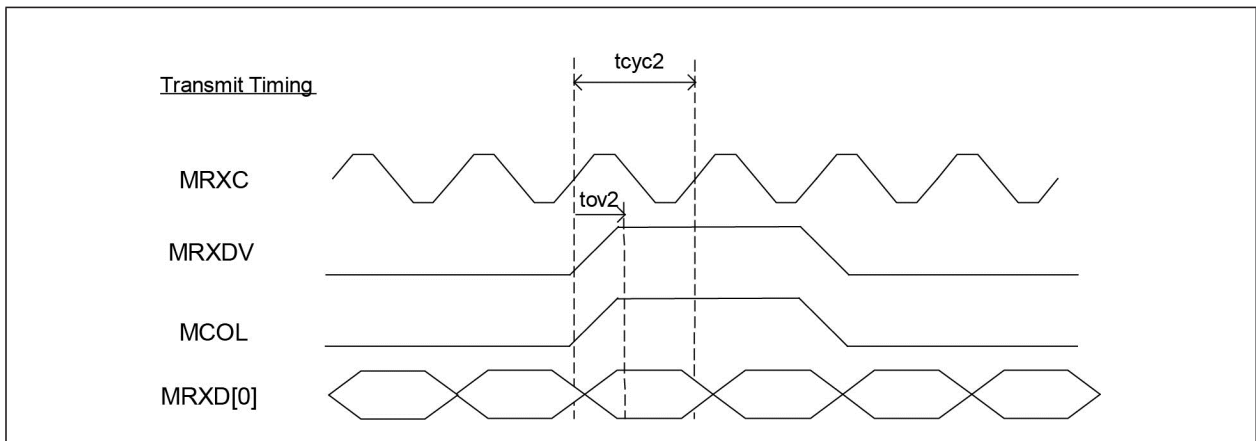 tcyc2
Transmit Timing
MRXC
tov2
MRXDV
MCOL
MRXD[0]